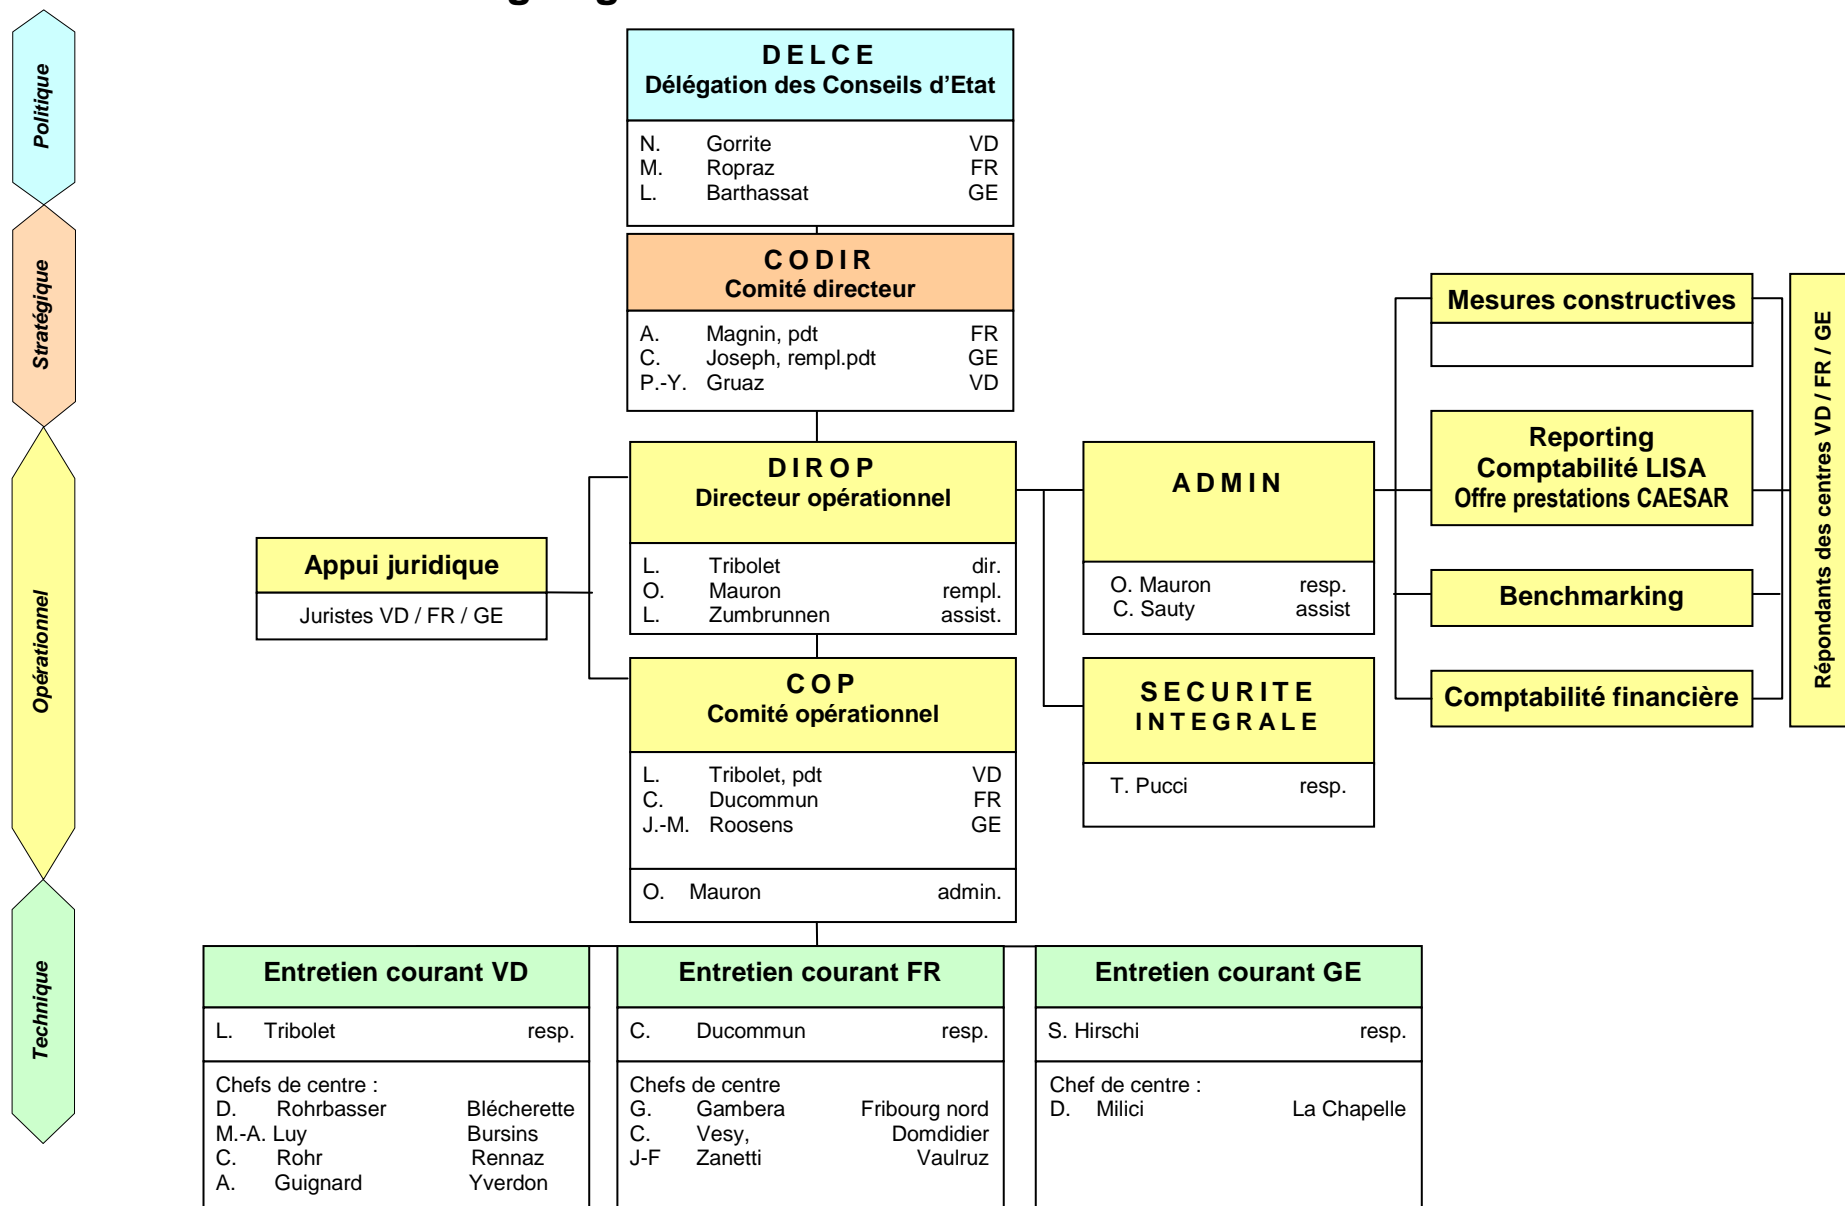 Politique
Stratégique
Opérationnel
Technique
DELCE
Délégation des Conseils d’Etat
N. Gorrite VD
M. Ropraz FR
L. Barthassat GE
CODIR
Comité directeur
A. Magnin, pdt FR
C. Joseph, rempl.pdt GE
P.-Y. Gruaz VD
DIROP
Directeur opérationnel
L. Tribolet dir.
O. Mauron rempl.
L. Zumbrunnen assist.
Appui juridique
Juristes VD / FR / GE
COP
Comité opérationnel
L. Tribolet, pdt VD
C. Ducommun FR
J.-M. Roosens GE
O. Mauron admin.
ADMIN
O. Mauron resp.
C. Sauty assist
SECURITE
INTEGRALE
T. Pucci resp.
Mesures constructives
Reporting
Comptabilité LISA
Offre prestations CAESAR
Benchmarking
Comptabilité financière
Répondants des centres VD / FR / GE
Entretien courant VD
L. Tribolet resp.
Chefs de centre :
D. Rohrbasser Blécherette
M.-A. Luy Bursins
C. Rohr Rennaz
A. Guignard Yverdon
Entretien courant FR
C. Ducommun resp.
Chefs de centre
G. Gambera Fribourg nord
C. Vesy, Domdidier
J-F Zanetti Vaulruz
Entretien courant GE
S. Hirschi resp.
Chef de centre :
D. Milici La Chapelle